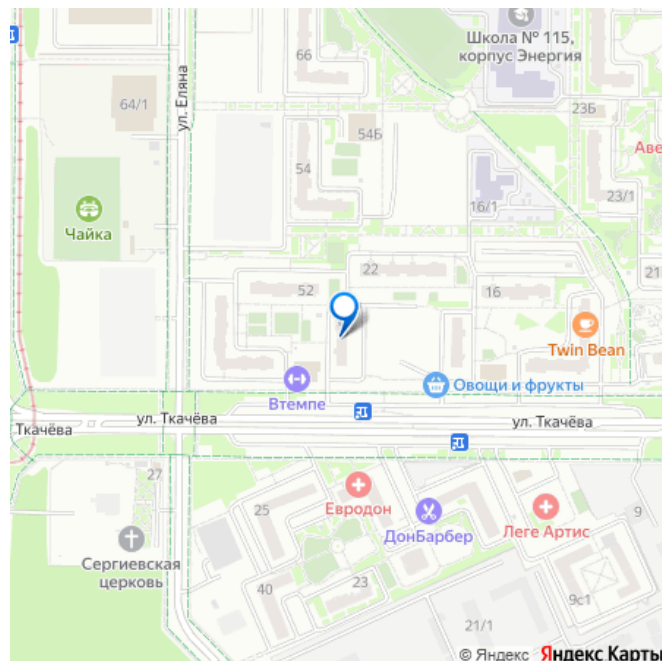 Школа № 115,
корпус Энергия
66
64/1
ул. Еляна
54Б
23Б
Аве
54
16/1
23/1
Чайка
22
21
52
16
Twin Bean
Втемпе
Овощи и фрукты
ул. Ткачёва
Ткачёва
ул. Ткачёва
27
25
Евродон
ДонБарбер
Леге Артис
9
Сергиевская
церковь
40
23
9с1
21/1
© Яндекс Яндекс Карты